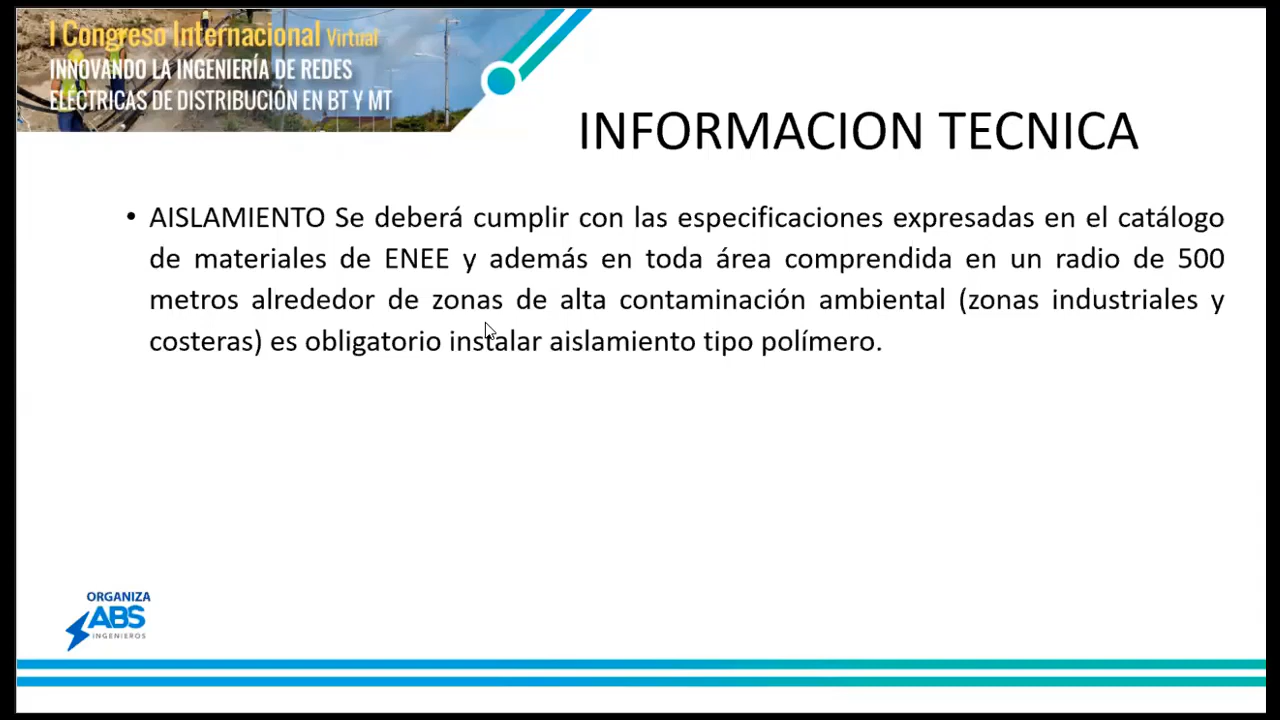 I Congreso Internacional Virtual
INNOVANDO LA INGENIERÍA DE REDES
ELÉCTRICAS DE DISTRIBUCIÓN EN BT Y MT
INFORMACION TECNICA
• AISLAMIENTO Se deberá cumplir con las especificaciones expresadas en el catálogo
de materiales de ENEE y además en toda área comprendida en un radio de 500
metros alrededor de zonas de alta contaminación ambiental (zonas industriales y
costeras) es obligatorio instalar aislamiento tipo polímero.
ORGANIZA
ABS
INGENIEROS